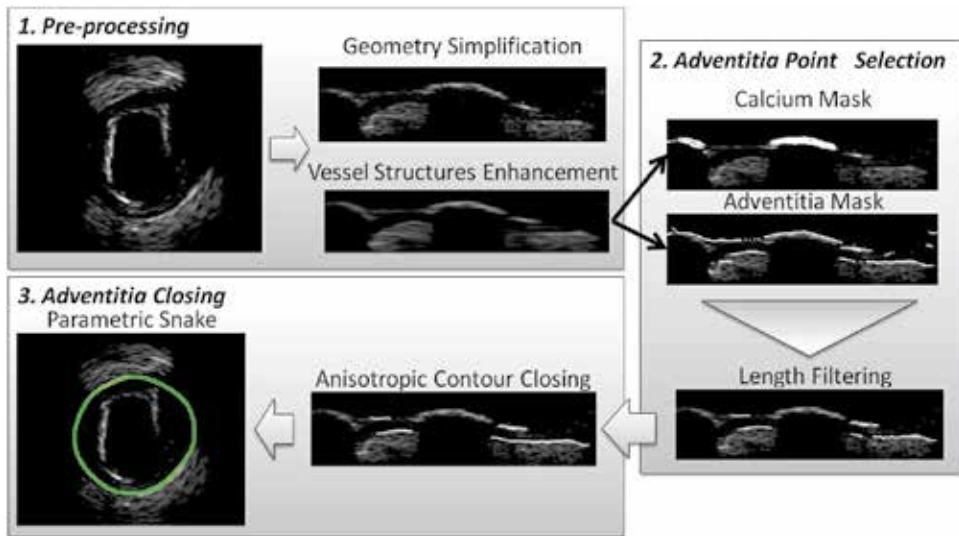 1. Pre-processing
Geometry Simplification
Vessel Structures Enhancement
2. Adventitia Point Selection
Calcium Mask
Adventitia Mask
Length Filtering
3. Adventitia Closing
Parametric Snake
Anisotropic Contour Closing